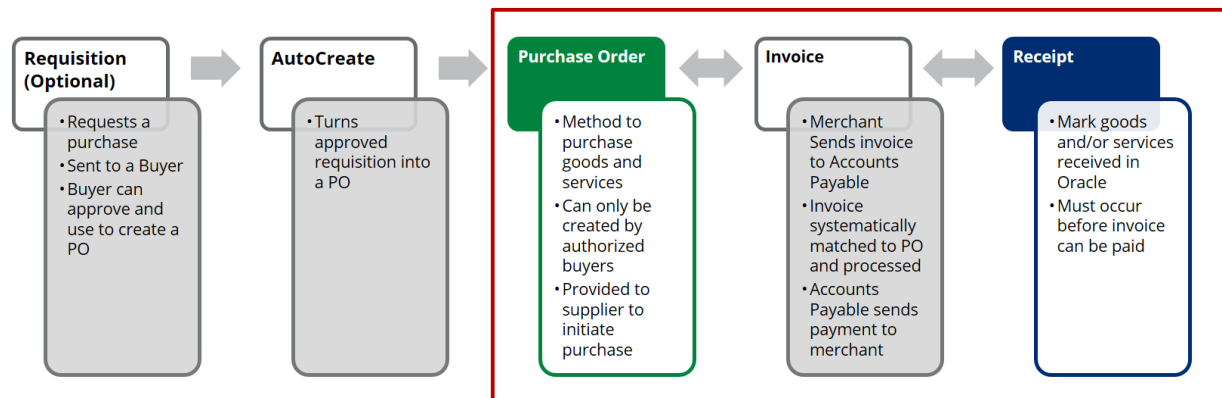 Requisition
(Optional)
• Requests a
purchase
• Sent to a Buyer
• Buyer can
approve and
use to create a
PO
AutoCreate
• Turns
approved
requisition into
a PO
Purchase Order
• Method to
purchase
goods and
services
• Can only be
created by
authorized
buyers
• Provided to
supplier to
initiate
purchase
Invoice
• Merchant
Sends invoice
to Accounts
Payable
• Invoice
systematically
matched to PO
and processed
• Accounts
Payable sends
payment to
merchant
Receipt
• Mark goods
and/or services
received in
Oracle
• Must occur
before invoice
can be paid